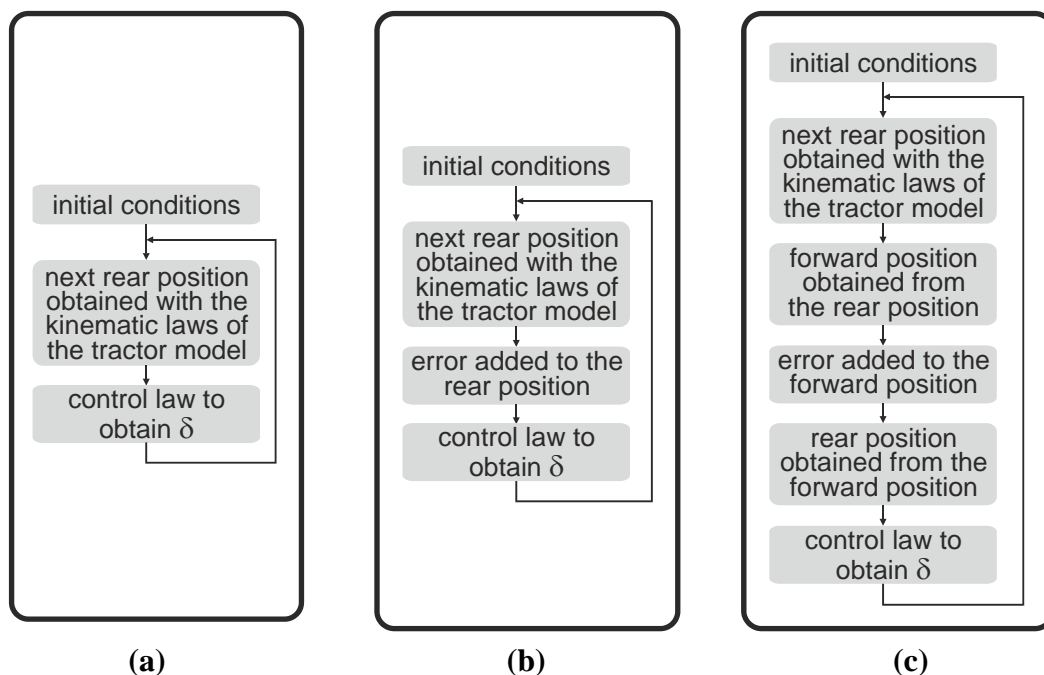 initial conditions
next rear position
obtained with the
kinematic laws of
the tractor model
control law to
obtain δ
(a)
initial conditions
next rear position
obtained with the
kinematic laws of
the tractor model
error added to the
rear position
control law to
obtain δ
(b)
initial conditions
next rear position
obtained with the
kinematic laws of
the tractor model
forward position
obtained from
the rear position
error added to the
forward position
rear position
obtained from the
forward position
control law to
obtain δ
(c)